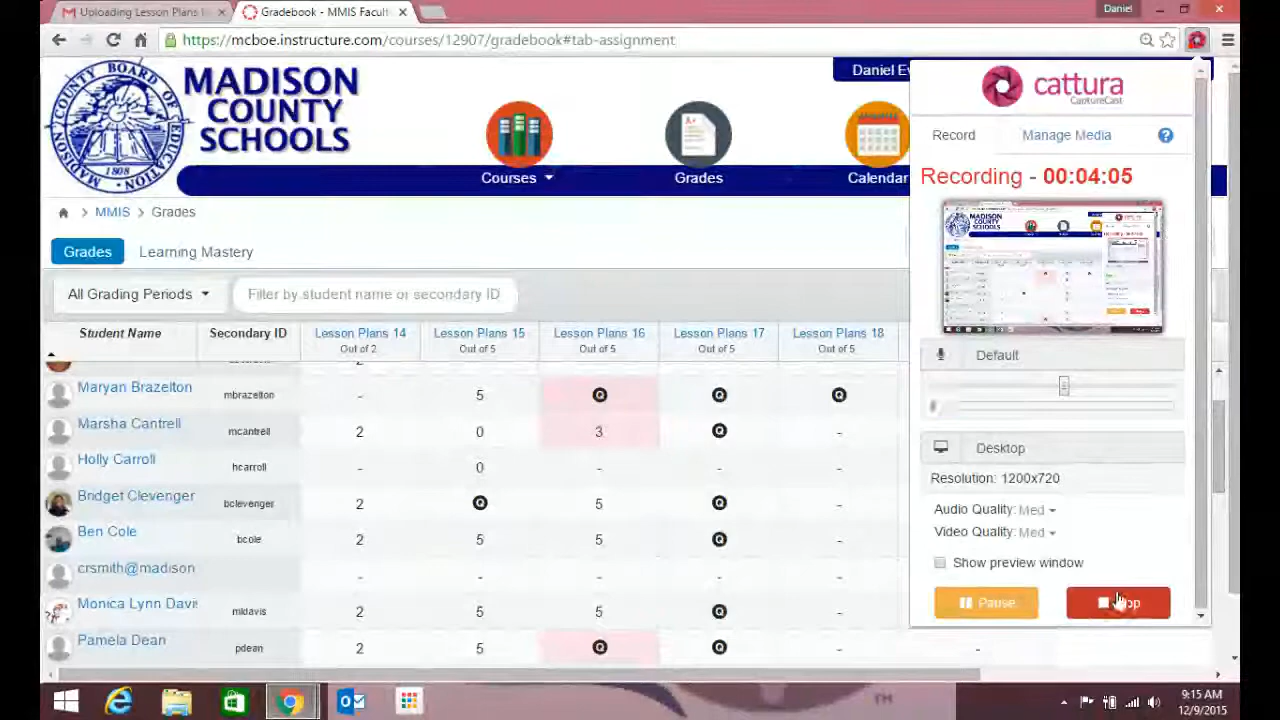 Uploading Lesson Plans
Gradebook - MMIS Facult
Daniel
https://mcboe.instructure.com/courses/12907/gradebook#tab-assignment
MADISON COUNTY BOARD OF EDUCATION
1808
MADISON
COUNTY
SCHOOLS
Courses
Grades
Calendar
Daniel Ev
MMIS > Grades
Grades Learning Mastery
All Grading Periods
Filter by student name or secondary ID
Student Name Secondary ID Lesson Plans 14 Lesson Plans 15 Lesson Plans 16 Lesson Plans 17 Lesson Plans 18
Out of 2 Out of 5 Out of 5 Out of 5 Out of 5
Maryan Brazelton mbrazelton - 5 Q Q Q
Marsha Cantrell mcantrell 2 0 3 Q -
Holly Carroll hcarroll - 0 - - -
Bridget Clevenger bclevenger 2 Q 5 Q -
Ben Cole bcole 2 5 5 Q -
crsmith@madison - - - - -
Monica Lynn Davi mldavis 2 5 5 Q -
Pamela Dean pdean 2 5 Q Q - -
cattura
CaptureCast
Record Manage Media ?
Recording - 00:04:05
Default
Desktop
Resolution: 1200x720
Audio Quality: Med
Video Quality: Med
Show preview window
Pause
TM
9:15 AM
12/9/2015